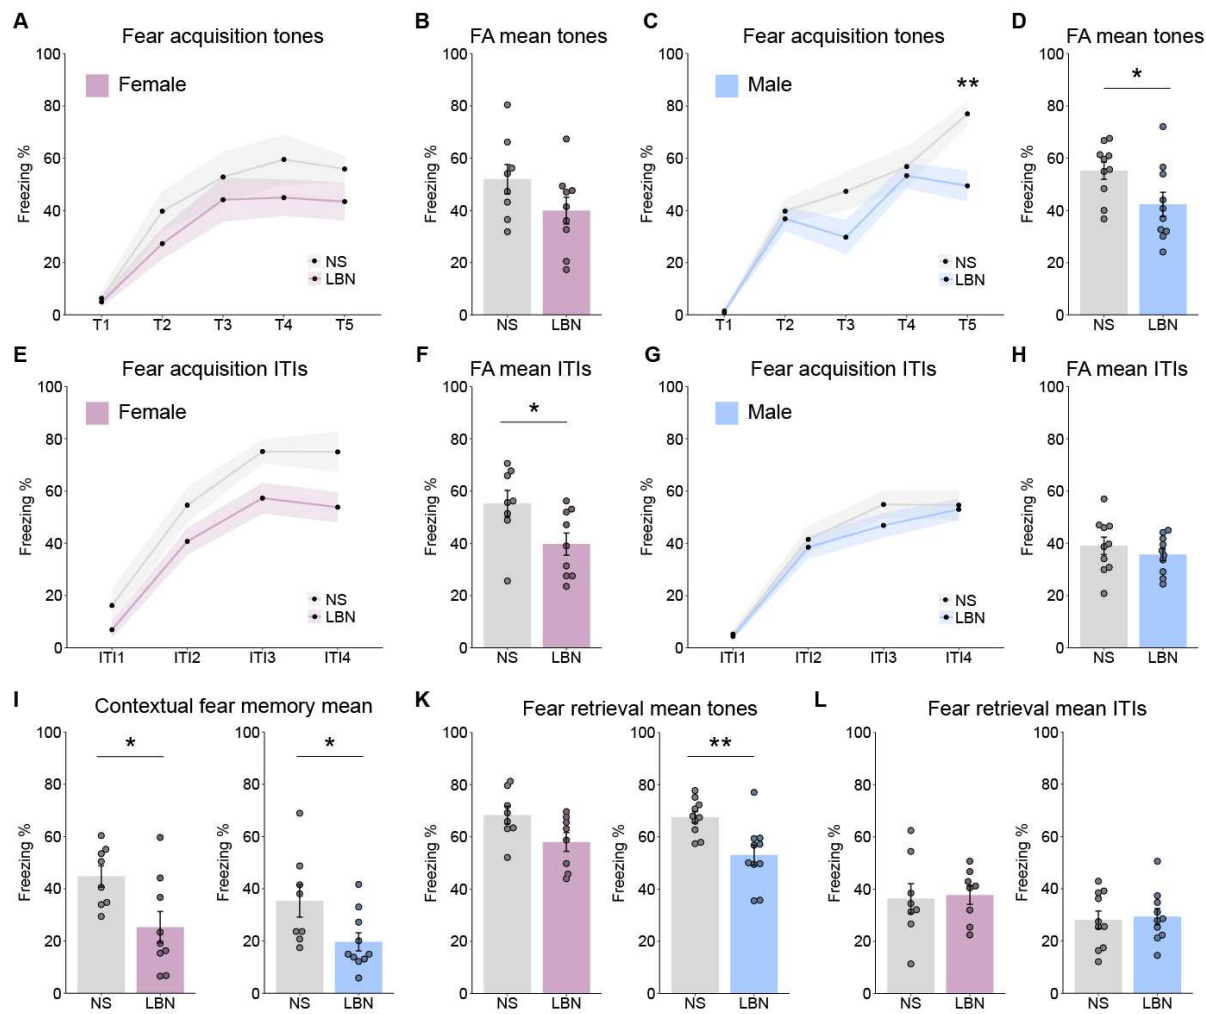 A
Fear acquisition tones
Freezing %
100
80
60
40
20
0
Female
NS
LBN
T1 T2 T3 T4 T5
B
FA mean tones
Freezing %
100
80
60
40
20
0
NS LBN
C
Fear acquisition tones
Freezing %
100
80
60
40
20
0
Male
**
NS
LBN
T1 T2 T3 T4 T5
D
FA mean tones
Freezing %
100
80
60
40
20
0
*
NS LBN
E
Fear acquisition ITIs
Freezing %
100
80
60
40
20
0
Female
NS
LBN
ITI1 ITI2 ITI3 ITI4
F
FA mean ITIs
Freezing %
100
80
60
40
20
0
*
NS LBN
G
Fear acquisition ITIs
Freezing %
100
80
60
40
20
0
Male
NS
LBN
ITI1 ITI2 ITI3 ITI4
H
FA mean ITIs
Freezing %
100
80
60
40
20
0
NS LBN
I
Contextual fear memory mean
Freezing %
100
80
60
40
20
0
*
NS LBN
Freezing %
100
80
60
40
20
0
*
NS LBN
K
Fear retrieval mean tones
Freezing %
100
80
60
40
20
0
NS LBN
Freezing %
100
80
60
40
20
0
**
NS LBN
L
Fear retrieval mean ITIs
Freezing %
100
80
60
40
20
0
NS LBN
Freezing %
100
80
60
40
20
0
NS LBN